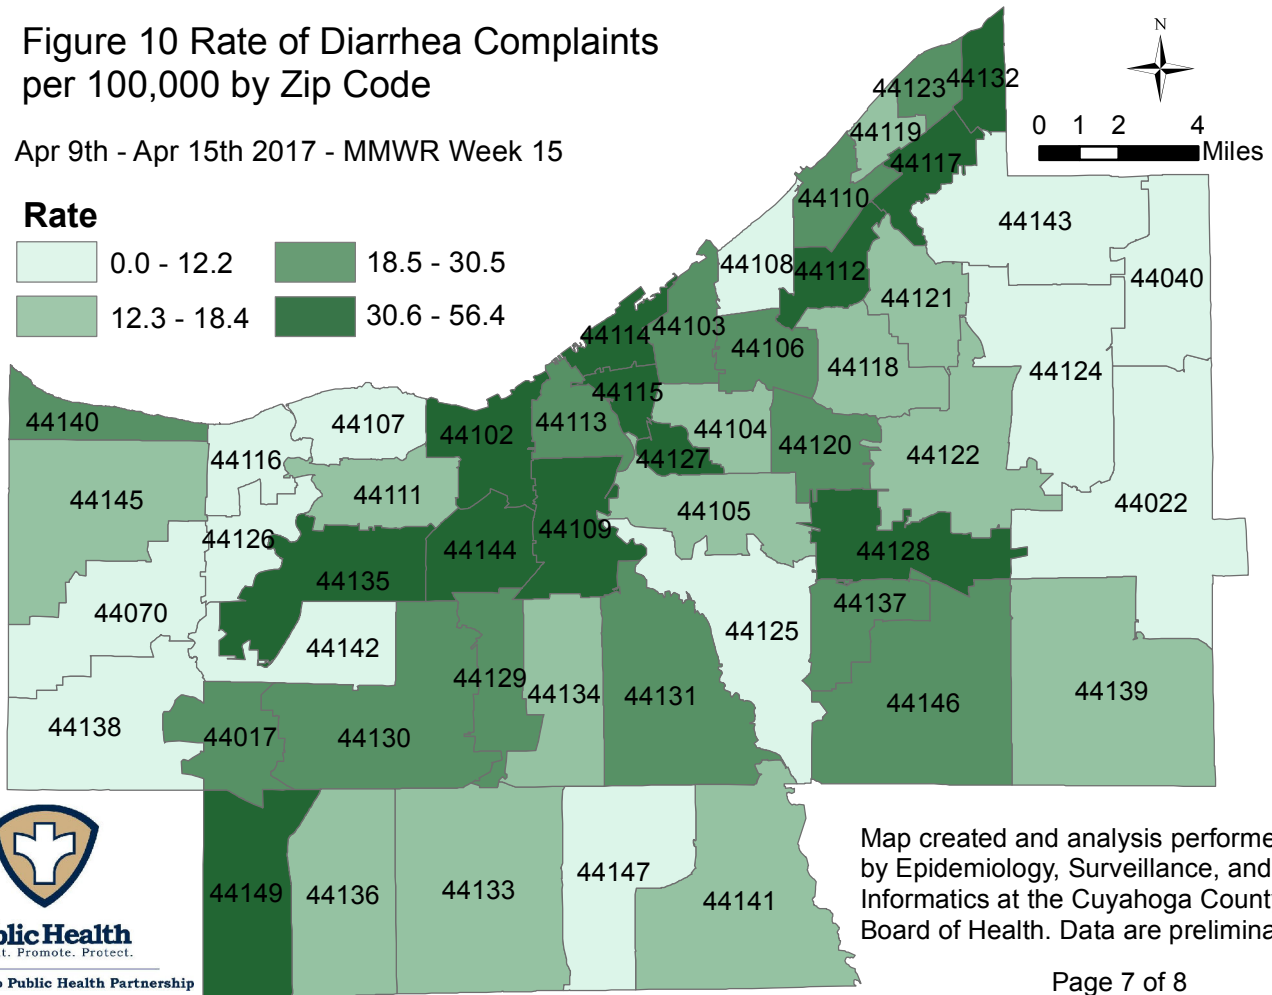 Figure 10 Rate of Diarrhea Complaints
per 100,000 by Zip Code
Apr 9th - Apr 15th 2017 - MMWR Week 15
Rate
0.0 - 12.2
18.5 - 30.5
12.3 - 18.4
30.6 - 56.4
N
0 1 2 4
Miles
44132
44123
44119
44117
44110
44143
44108
44112
44040
44121
44114
44103
44106
44118
44124
44115
44140
44107
44102
44113
44104
44120
44122
44116
44127
44145
44111
44105
44022
44126
44109
44144
44128
44135
44070
44137
44125
44142
44129
44134
44131
44146
44139
44138
44017
44130
44149
44136
44133
44147
44141
Health
Promote. Protect.
Public Health Partnership
Map created and analysis
by Epidemiology, Surveillance, and
Informatics at the Cuyahoga
Board of Health. Data are
Page 7 of 8